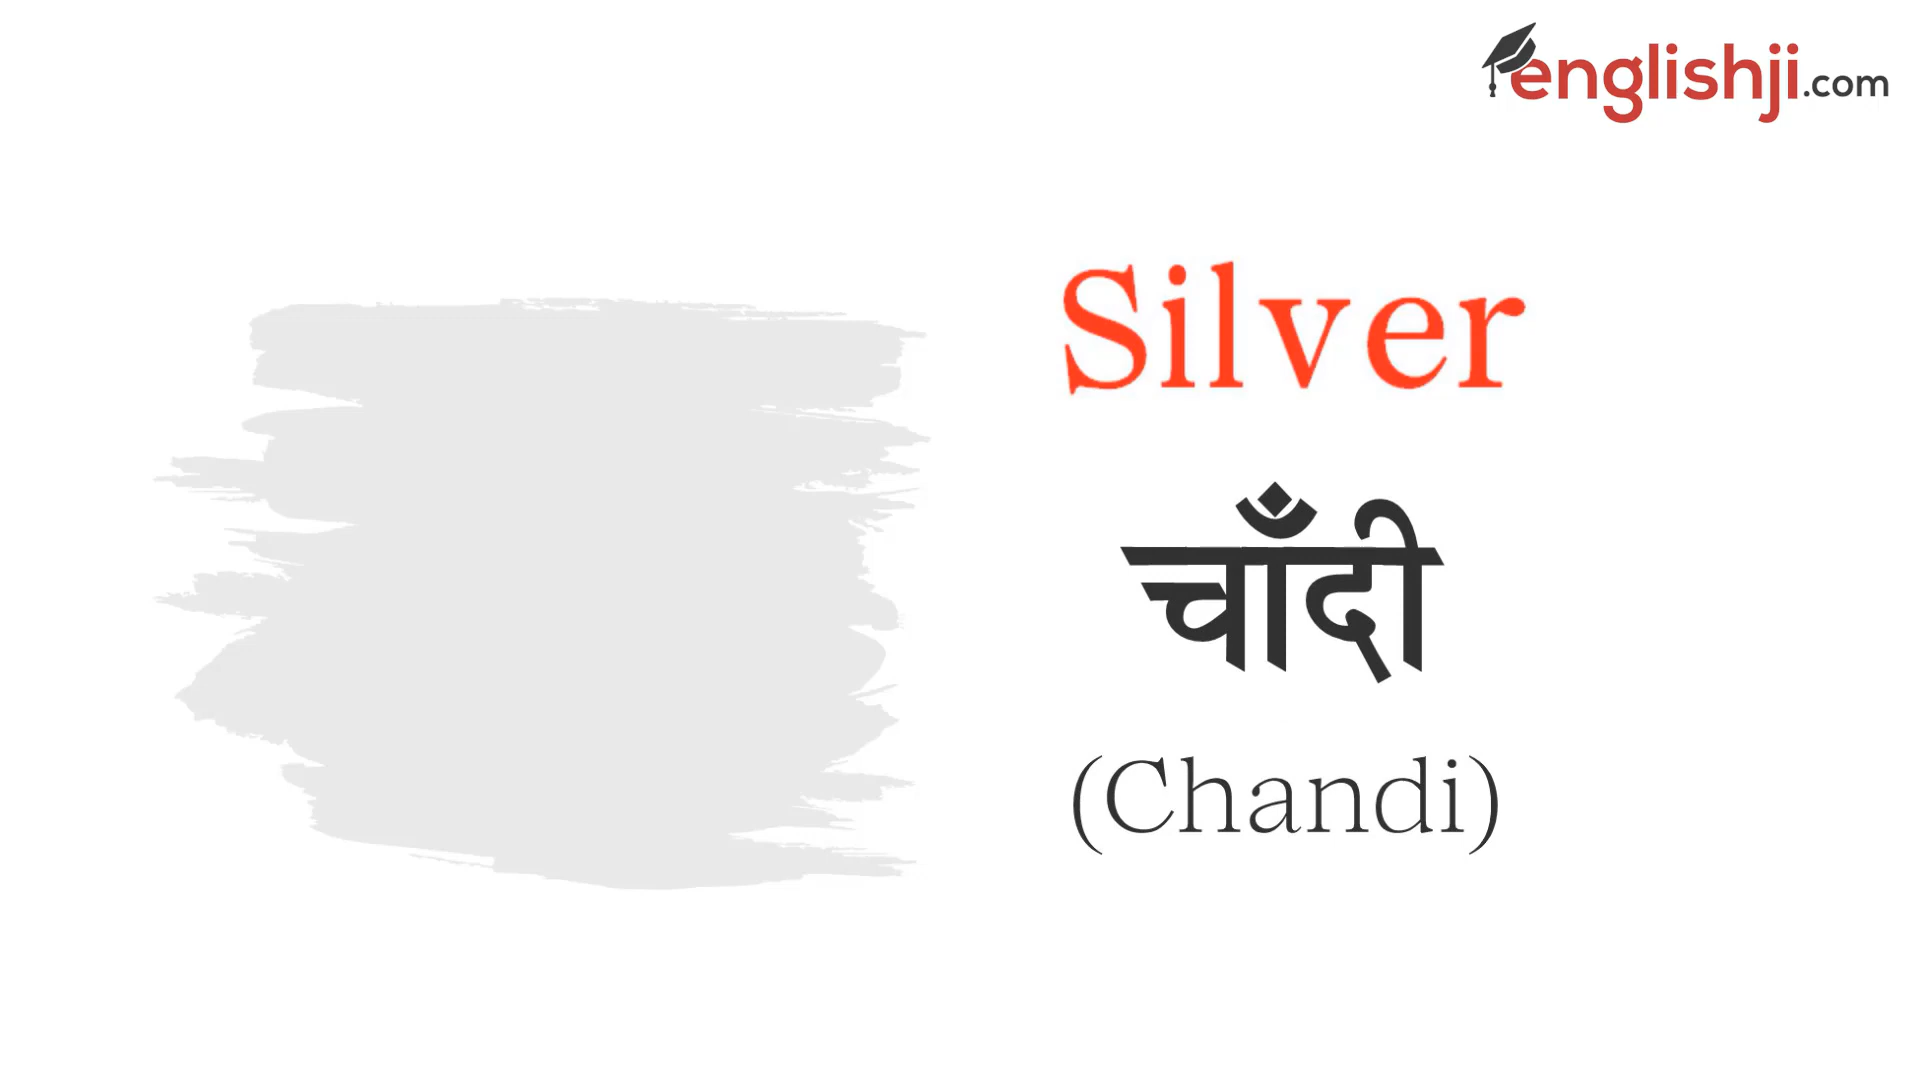 englishji.com
Silver
चाँदी
(Chandi)